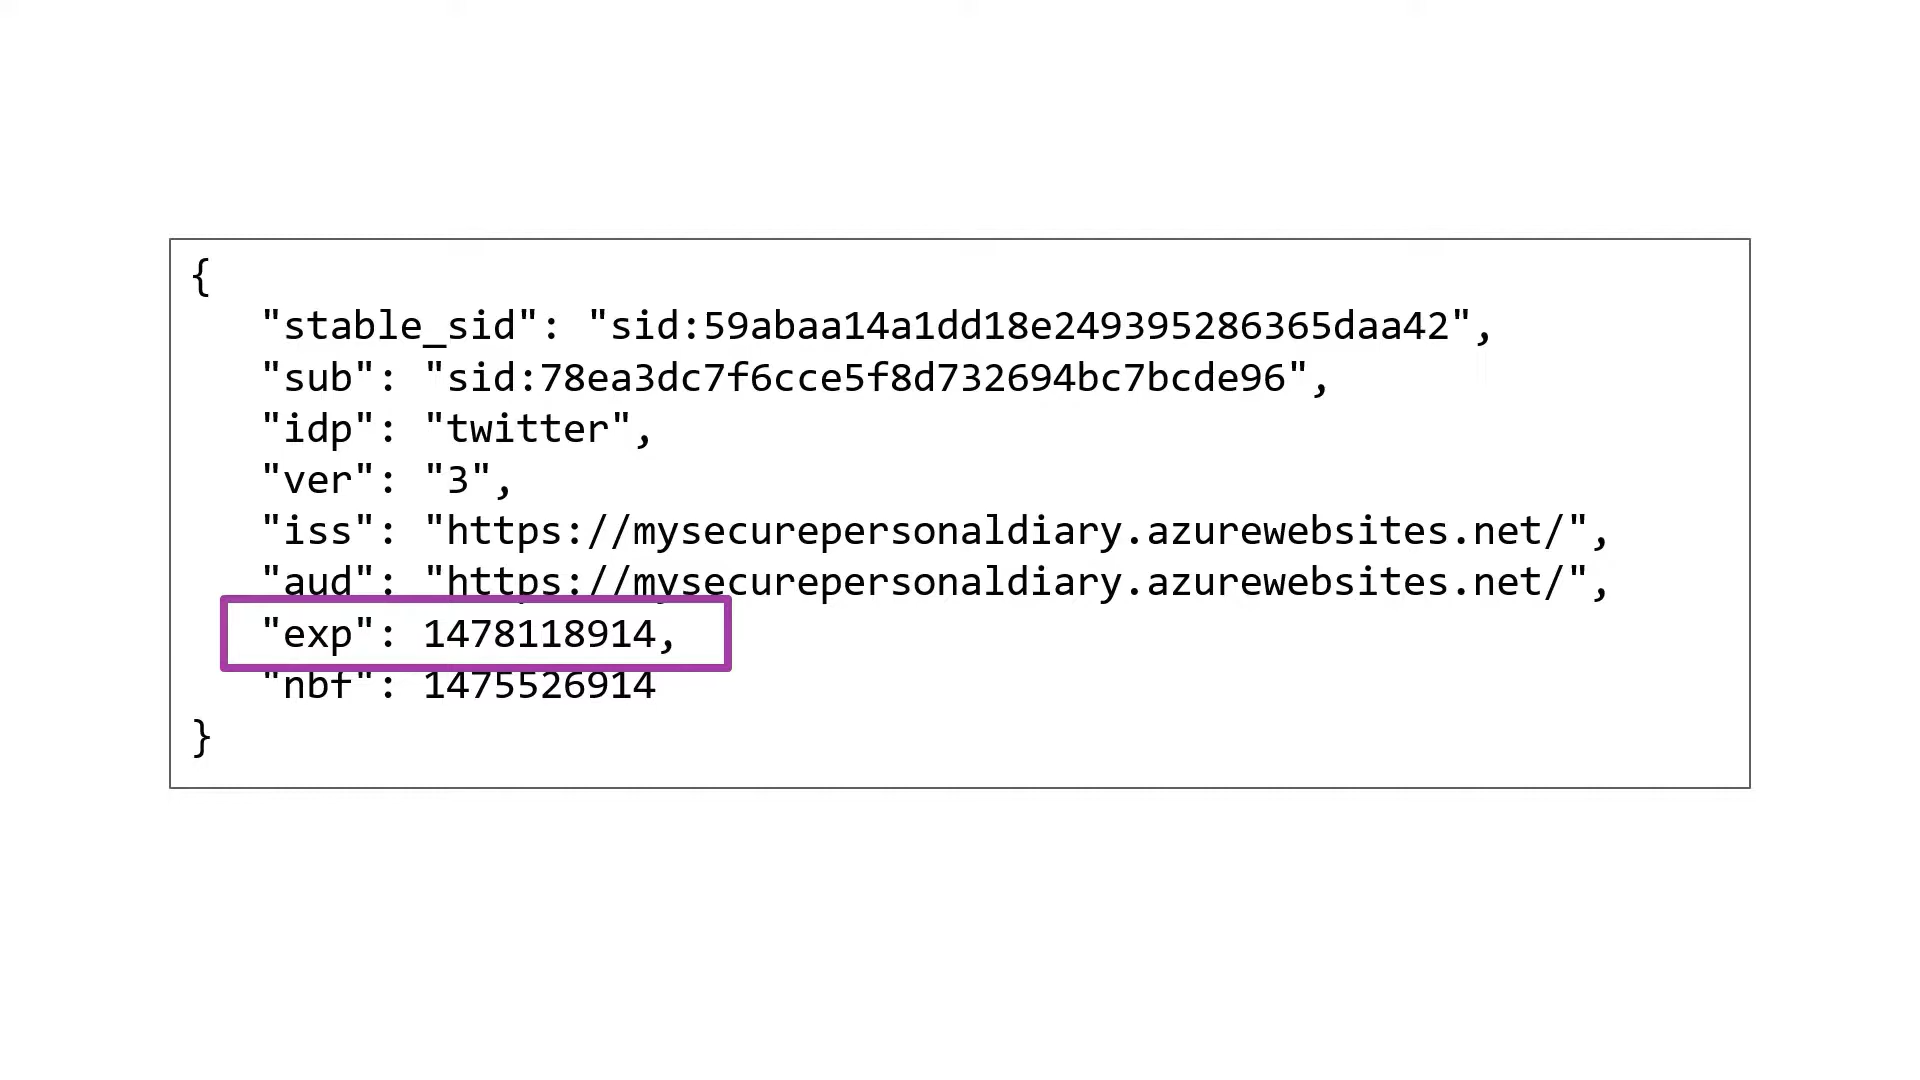 {
"stable_sid": "sid:59abaa14a1dd18e249395286365daa42",
"sub": "sid:78ea3dc7f6cce5f8d732694bc7bcde96",
"idp": "twitter",
"ver": "3",
"iss": "https://mysecurepersonaldiary.azurewebsites.net/",
"aud": "https://mysecurepersonaldiary.azurewebsites.net/",
"exp": 1478118914,
"nbf": 1475526914
}